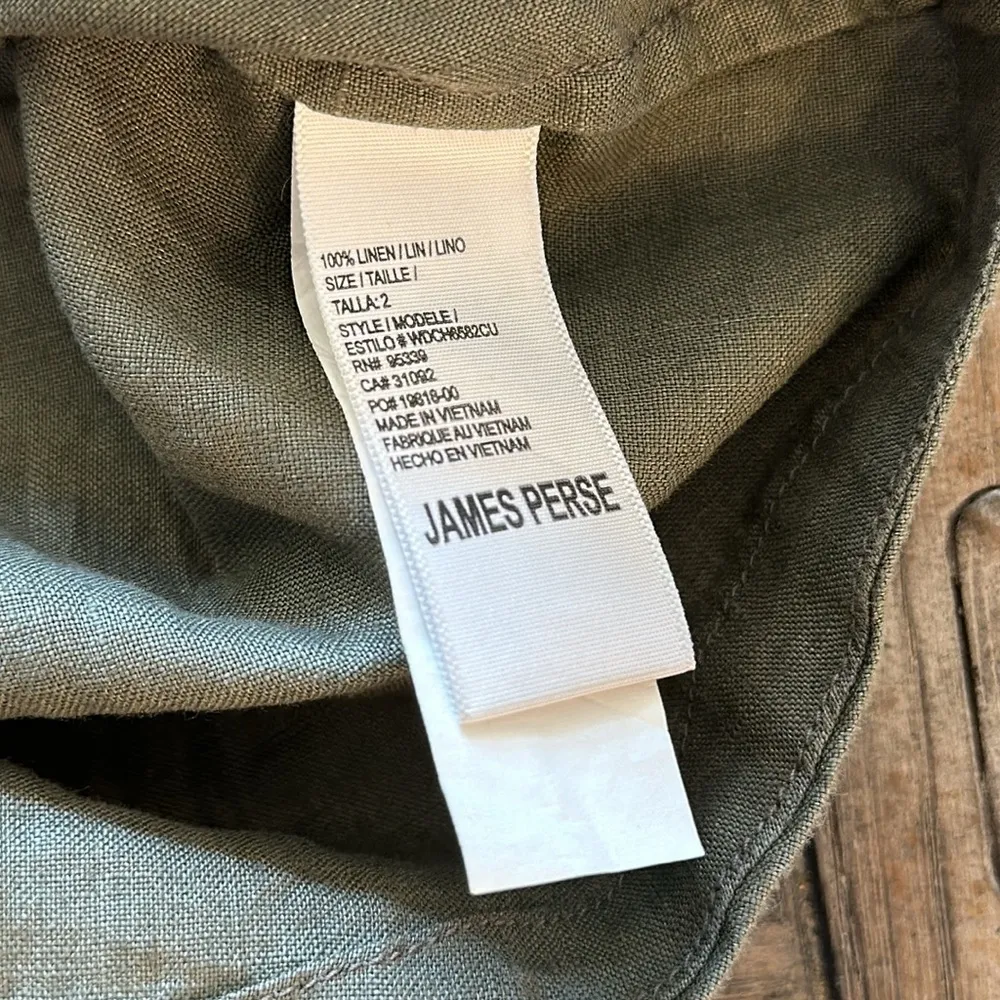 100% LINEN / LIN / LINO
SIZE / TAILLE /
TALLA: 2
STYLE / MODELE /
ESTILO # WDCH6582CU
RN# 95339
CA# 31092
PO# 19818-00
MADE IN VIETNAM
FABRIQUE AU VIETNAM
HECHO EN VIETNAM
JAMES PERSE